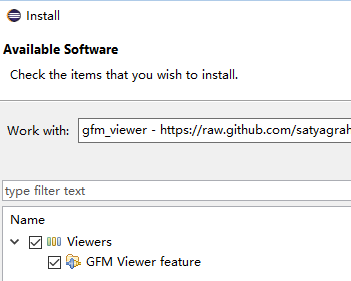 Install
Available Software
Check the items that you wish to install.
Work with: gfm_viewer - https://raw.github.com/satyagrah
type filter text
Name
Viewers
GFM Viewer feature